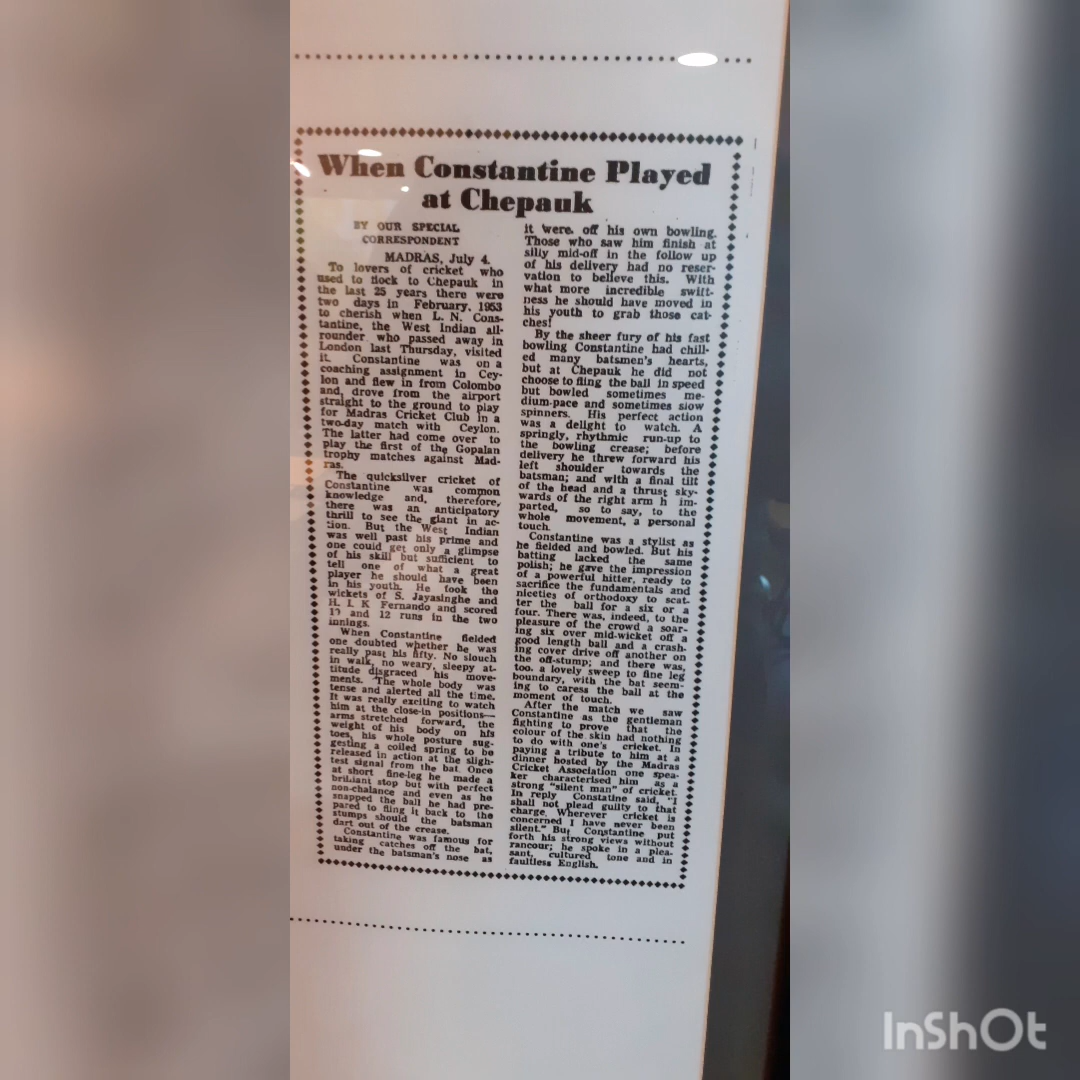 When Constantine Played
at Chepauk
BY OUR SPECIAL
CORRESPONDENT
MADRAS, July 4.
To lovers of cricket who
used to flock to Chepauk in
the last 25 years there were
two days in February, 1953
to cherish when L. N. Cons-
tantine, the West Indian all-
rounder who passed away in
London last Thursday, visited
it. Constantine was on a
coaching assignment in Cey-
lon and flew in from Colombo
and, drove from the airport
straight to the ground to play
for Madras Cricket Club in a
two-day match with Ceylon.
The latter had come over to
play the first of the Gopalan
trophy matches against Mad-
ras.
The quicksilver cricket of
Constantine was common
knowledge and, therefore,
there was an anticipatory
thrill to see the giant in ac-
tion. But the West Indian
was well past his prime and
one could get only a glimpse
of his skill but sufficient to
tell one of what a great
player he should have been
in his youth. He took the
wickets of S. Jayasinghe and
H. I. K Fernando and scored
and 12 runs in the two
innings.
When Constantine fielded
one doubted whether he was
really past his fifty. No slouch
in walk, no weary, sleepy at-
titude disgraced his move-
ments. The whole body was
tense and alerted all the time.
It was really exciting to watch
him at the close-in positions—
arms stretched forward, the
weight of his body on his
toes, his whole posture sug-
gesting a coiled spring to be
released in action at the sligh-
test signal from the bat. Once
at short fine-leg he made a
brilliant stop but with perfect
non-chalance and even as he
snapped the ball he had pre-
pared to fling it back to the
stumps should the batsman
dart out of the crease.
Constantine was famous for
taking catches off the bat,
under the batsman's nose as
it were, off his own bowling.
Those who saw him finish at
silly mid-off in the follow up
of his delivery had no reser-
vation to believe this. With
what more incredible swift-
ness he should have moved in
his youth to grab those cat-
ches!
By the sheer fury of his fast
bowling Constantine had chill-
ed many batsmen's hearts,
but at Chepauk he did not
choose to fling the ball in speed
but bowled sometimes me-
dium-pace and sometimes slow
spinners. His perfect action
was a delight to watch. A
springly, rhythmic run-up to
the bowling crease; before
delivery he threw forward his
left shoulder towards the
batsman; and with a final tilt
of the head and a thrust sky-
wards of the right arm h im-
parted, so to say, to the
whole movement, a personal
touch.
Constantine was a stylist as
he fielded and bowled. But his
batting lacked the same
polish; he gave the impression
of a powerful hitter, ready to
sacrifice the fundamentals and
niceties of orthodoxy to scat-
ter the ball for a six or a
four. There was, indeed, to the
pleasure of the crowd a soar-
ing six over mid-wicket off a
good length ball and a crash-
ing cover drive off another on
the off-stump; and there was,
too, a lovely sweep to fine leg
boundary, with the bat seem-
ing to caress the ball at the
moment of touch.
After the match we saw
Constantine as the gentleman
fighting to prove that the
colour of the skin had nothing
to do with one's cricket. In
paying a tribute to him at a
dinner hosted by the Madras
Cricket Association one spea-
ker characterised him as a
strong "silent man" of cricket.
In reply Constatine said, "I
shall not plead guilty to that
charge. Wherever cricket is
concerned I have never been
silent." But Constantine put
forth his strong views without
rancour; he spoke in a plea-
sant, cultured tone and in
faultless English.
InShOt